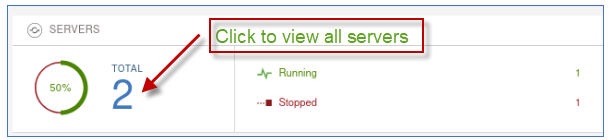 SERVERS
Click to view all servers
50%
TOTAL
2
Running 1
Stopped 1